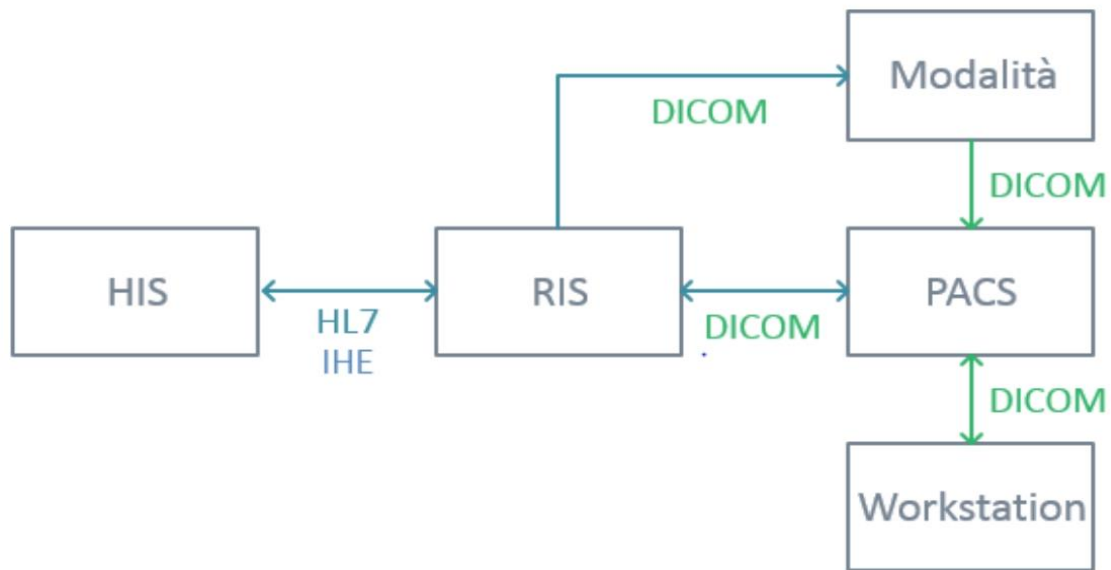 Modalità
DICOM
DICOM
HIS
RIS
PACS
HL7
IHE
DICOM
DICOM
Workstation